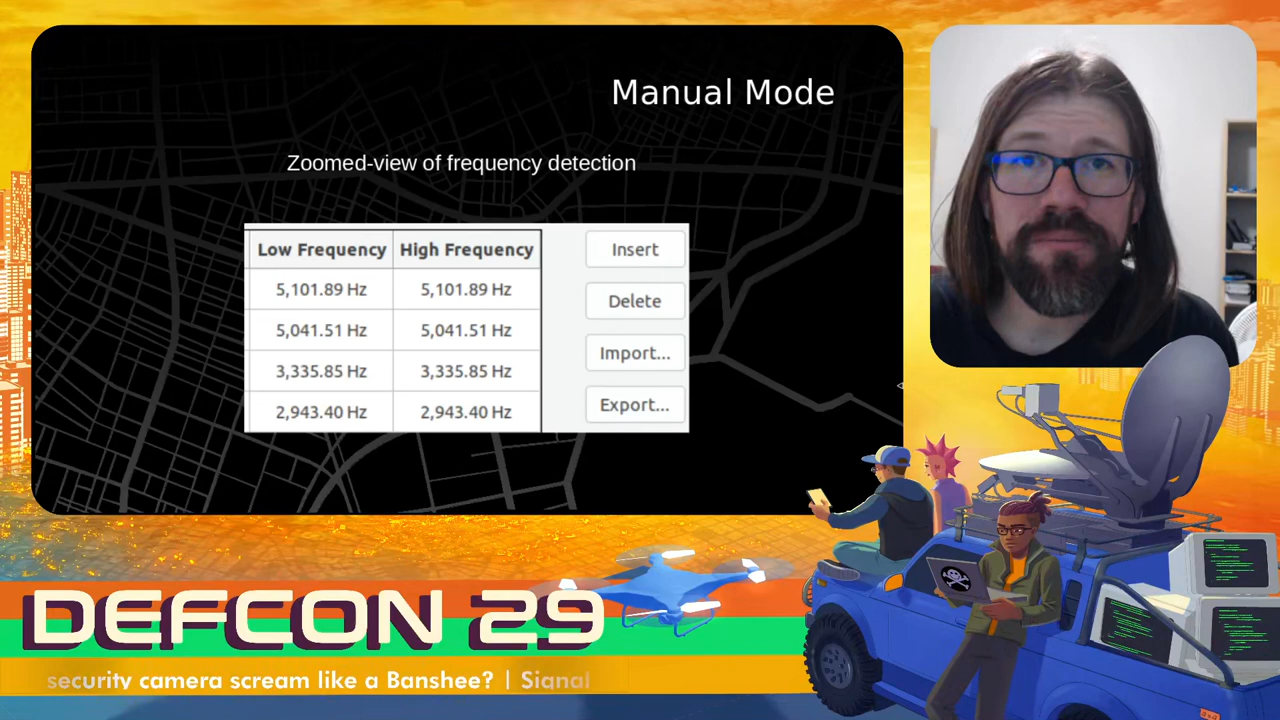 Manual Mode
Zoomed-view of frequency detection
Low Frequency High Frequency Insert
5,101.89 Hz 5,101.89 Hz Delete
5,041.51 Hz 5,041.51 Hz Import...
3,335.85 Hz 3,335.85 Hz Export...
2,943.40 Hz 2,943.40 Hz
DEFCON 29
security camera scream like a Banshee? | Signal